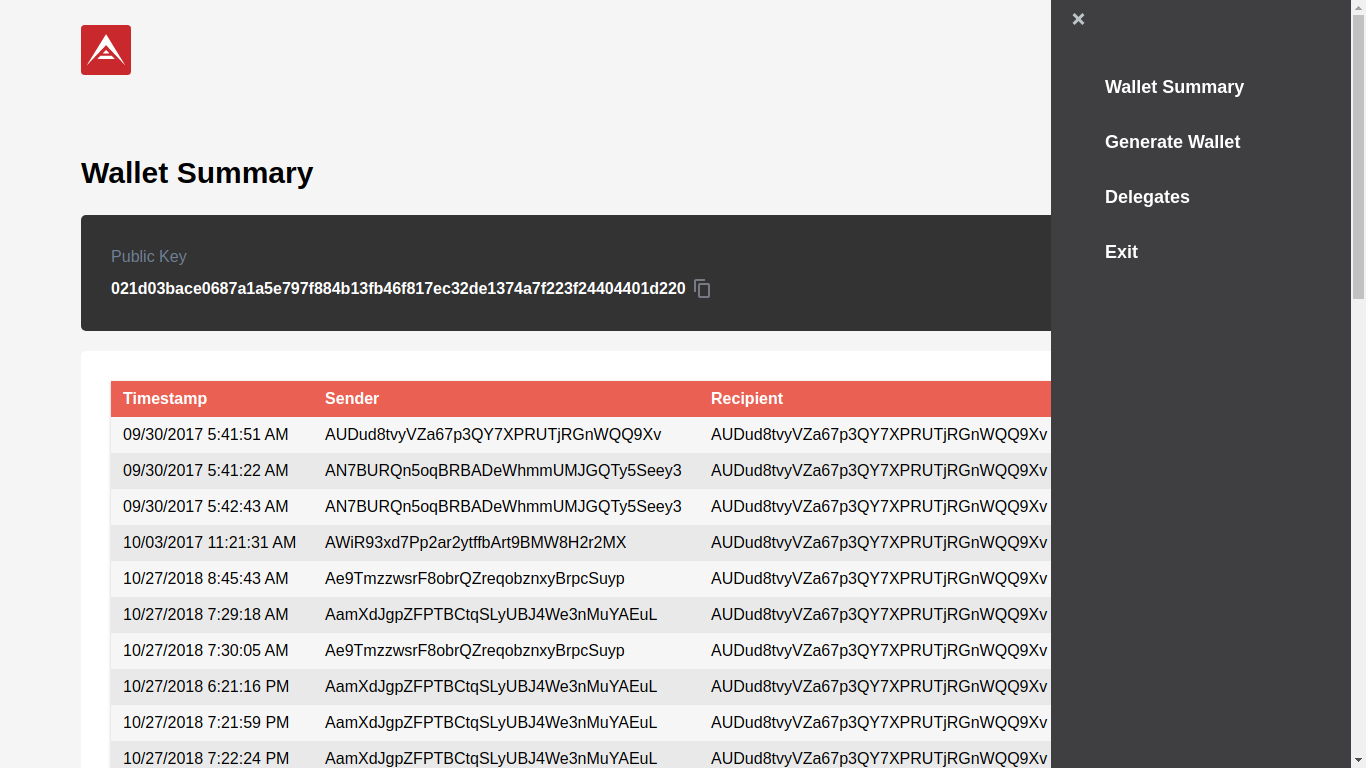 ×
Wallet Summary
Generate Wallet
Delegates
Exit
Wallet Summary
Public Key
021d03bace0687a1a5e797f884b13fb46f817ec32de1374a7f223f24404401d220
Timestamp Sender Recipient
09/30/2017 5:41:51 AM AUDud8tvyVZa67p3QY7XPRUTjRGnWQQ9Xv AUDud8tvyVZa67p3QY7XPRUTjRGnWQQ9Xv
09/30/2017 5:41:22 AM AN7BURQn5oqBRBADeWhmmUMJGQTy5Seey3 AUDud8tvyVZa67p3QY7XPRUTjRGnWQQ9Xv
09/30/2017 5:42:43 AM AN7BURQn5oqBRBADeWhmmUMJGQTy5Seey3 AUDud8tvyVZa67p3QY7XPRUTjRGnWQQ9Xv
10/03/2017 11:21:31 AM AWiR93xd7Pp2ar2ytffbArt9BMW8H2r2MX AUDud8tvyVZa67p3QY7XPRUTjRGnWQQ9Xv
10/27/2018 8:45:43 AM Ae9TmzzwsrF8obrQZreqobznxyBrpcSuyp AUDud8tvyVZa67p3QY7XPRUTjRGnWQQ9Xv
10/27/2018 7:29:18 AM AamXdJgpZFPTBCtqSLyUBJ4We3nMuYAEuL AUDud8tvyVZa67p3QY7XPRUTjRGnWQQ9Xv
10/27/2018 7:30:05 AM Ae9TmzzwsrF8obrQZreqobznxyBrpcSuyp AUDud8tvyVZa67p3QY7XPRUTjRGnWQQ9Xv
10/27/2018 6:21:16 PM AamXdJgpZFPTBCtqSLyUBJ4We3nMuYAEuL AUDud8tvyVZa67p3QY7XPRUTjRGnWQQ9Xv
10/27/2018 7:21:59 PM AamXdJgpZFPTBCtqSLyUBJ4We3nMuYAEuL AUDud8tvyVZa67p3QY7XPRUTjRGnWQQ9Xv
10/27/2018 7:22:24 PM AamXdJgpZFPTBCtqSLyUBJ4We3nMuYAEuL AUDud8tvyVZa67p3QY7XPRUTjRGnWQQ9Xv